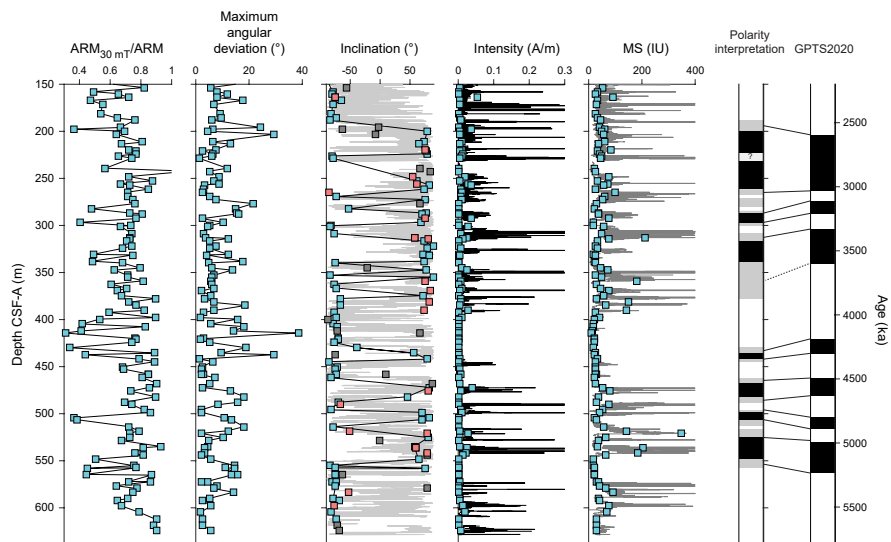 Maximum
angular
deviation (°)
ARM30 mT/ARM
Inclination (°)
Intensity (A/m)
MS (IU)
Polarity
interpretation
GPTS2020
0.4 0.6 0.8 1
0 10 20 30 40
-50 0 50
0 0.1 0.2 0.3
0 200 400
150
200
250
300
350
400
450
500
550
600
Depth CSF-A (m)
?
2500
3000
3500
4000
4500
5000
5500
Age (ka)